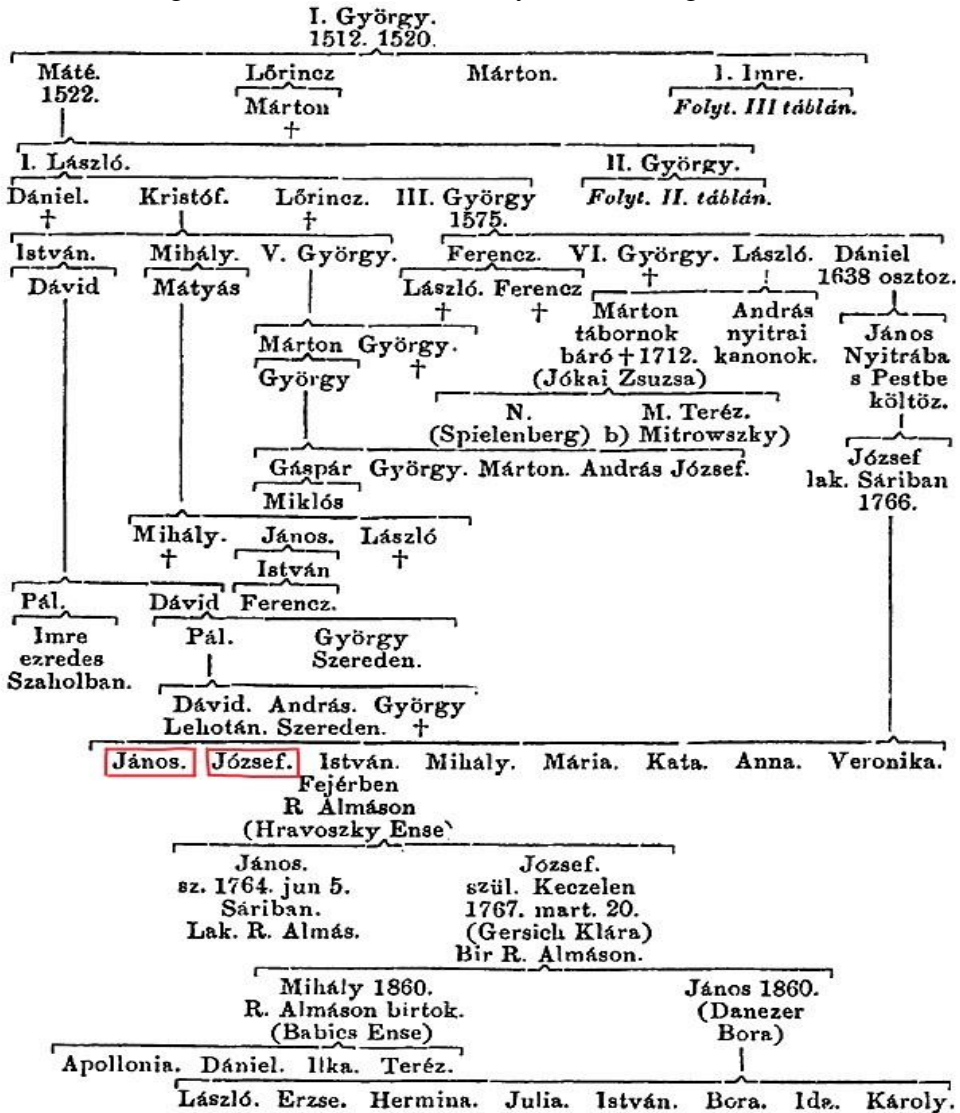 I. György.
1512. 1520.
Máté. Lőrincz Márton. I. Imre.
1522. Márton Folyt. III táblán.
†
I. László. II. György.
Dániel. Kristóf. Lőrincz. III. György Folyt. II. táblán.
† † 1575.
István. Mihály. V. György. Ferencz. VI. György. László. Dániel
Dávid Mátyás László. Ferencz † 1638 osztoz.
† † Márton András János
tábornok nyitrai Nyitrába
báró † 1712. kanonok. s Pestbe
(Jókai Zsuzsa) költöz.
Márton György.
György †
N. M. Teréz.
(Spielenberg) b) Mitrowszky)
Gáspár György. Márton. András József. József
Miklós lak. Sáriban
1766.
Mihály. János. László
† István †
Pál. Dávid Ferencz.
Imre Pál. György
ezredes Szereden.
Szaholban.
Dávid. András. György
Lehotán. Szereden. †
János. József. István. Mihály. Mária. Kata. Anna. Veronika.
Fejérben
R Almáson
(Hravoszky Ense)
János. József.
sz. 1764. jun 5. szül. Keczelen
Sáriban. 1767. mart. 20.
Lak. R. Almás. (Gersich Klára)
Bir R. Almáson.
Mihály 1860. János 1860.
R. Almáson birtok. (Danezer
(Babics Ense) Bora)
Apollonia. Dániel. Ilka. Teréz.
László. Erzse. Hermina. Julia. István. Bora. Ida. Károly.